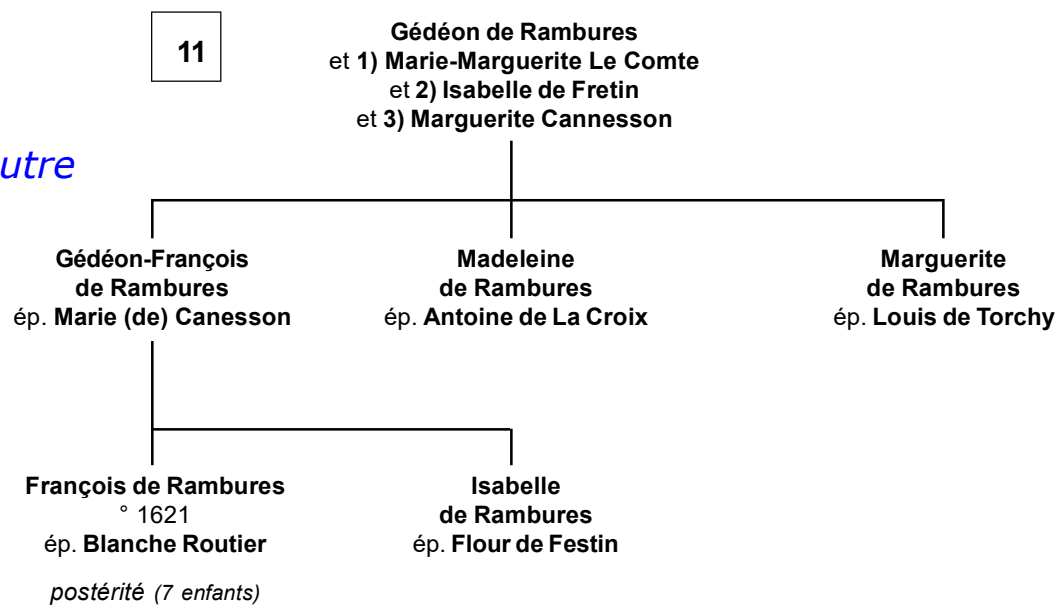 11
Gédéon de Rambures
et 1) Marie-Marguerite Le Comte
et 2) Isabelle de Fretin
et 3) Marguerite Cannesson
utre
Gédéon-François
de Rambures
ép. Marie (de) Canesson
Madeleine
de Rambures
ép. Antoine de La Croix
Marguerite
de Rambures
ép. Louis de Torchy
François de Rambures
° 1621
ép. Blanche Routier
postérité (7 enfants)
Isabelle
de Rambures
ép. Flour de Festin